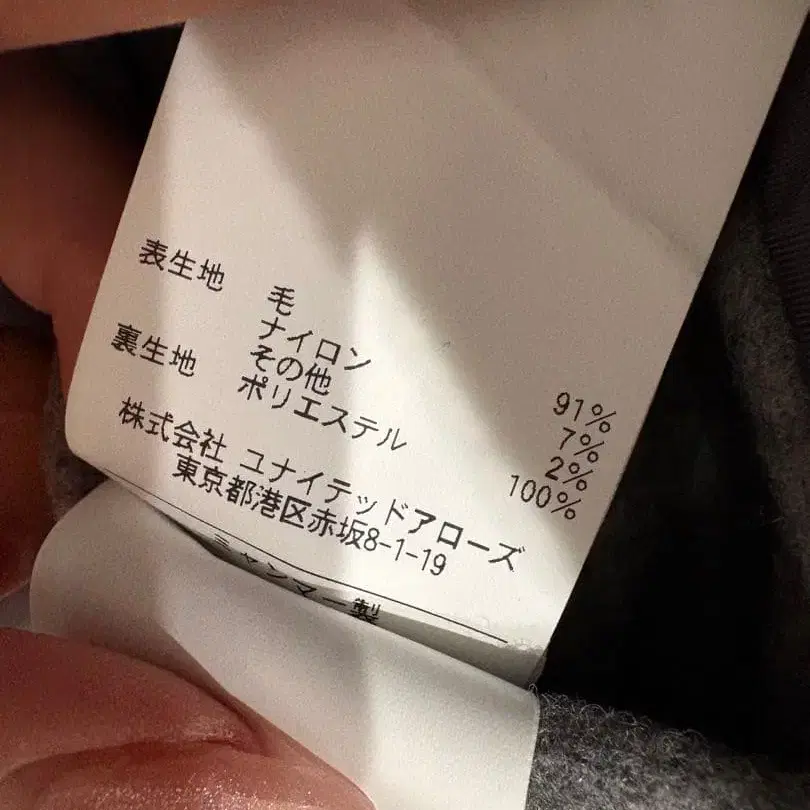 表生地 毛 91%
ナイロン 7%
その他 2%
裏生地 ポリエステル 100%
株式会社 ユナイテッドアローズ
東京都港区赤坂8-1-19
ミャンマー製